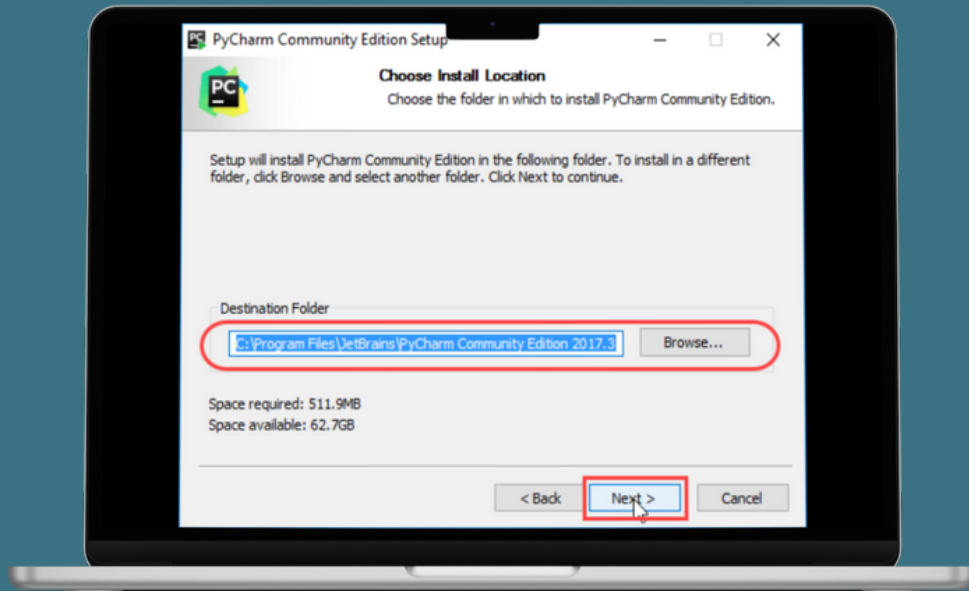 PC PyCharm Community Edition Setup
PC
Choose Install Location
Choose the folder in which to install PyCharm Community Edition.
Setup will install PyCharm Community Edition in the following folder. To install in a different
folder, click Browse and select another folder. Click Next to continue.
Destination Folder
C:\Program Files\JetBrains\PyCharm Community Edition 2017.3
Browse...
Space required: 511.9MB
Space available: 62.7GB
< Back
Next >
Cancel